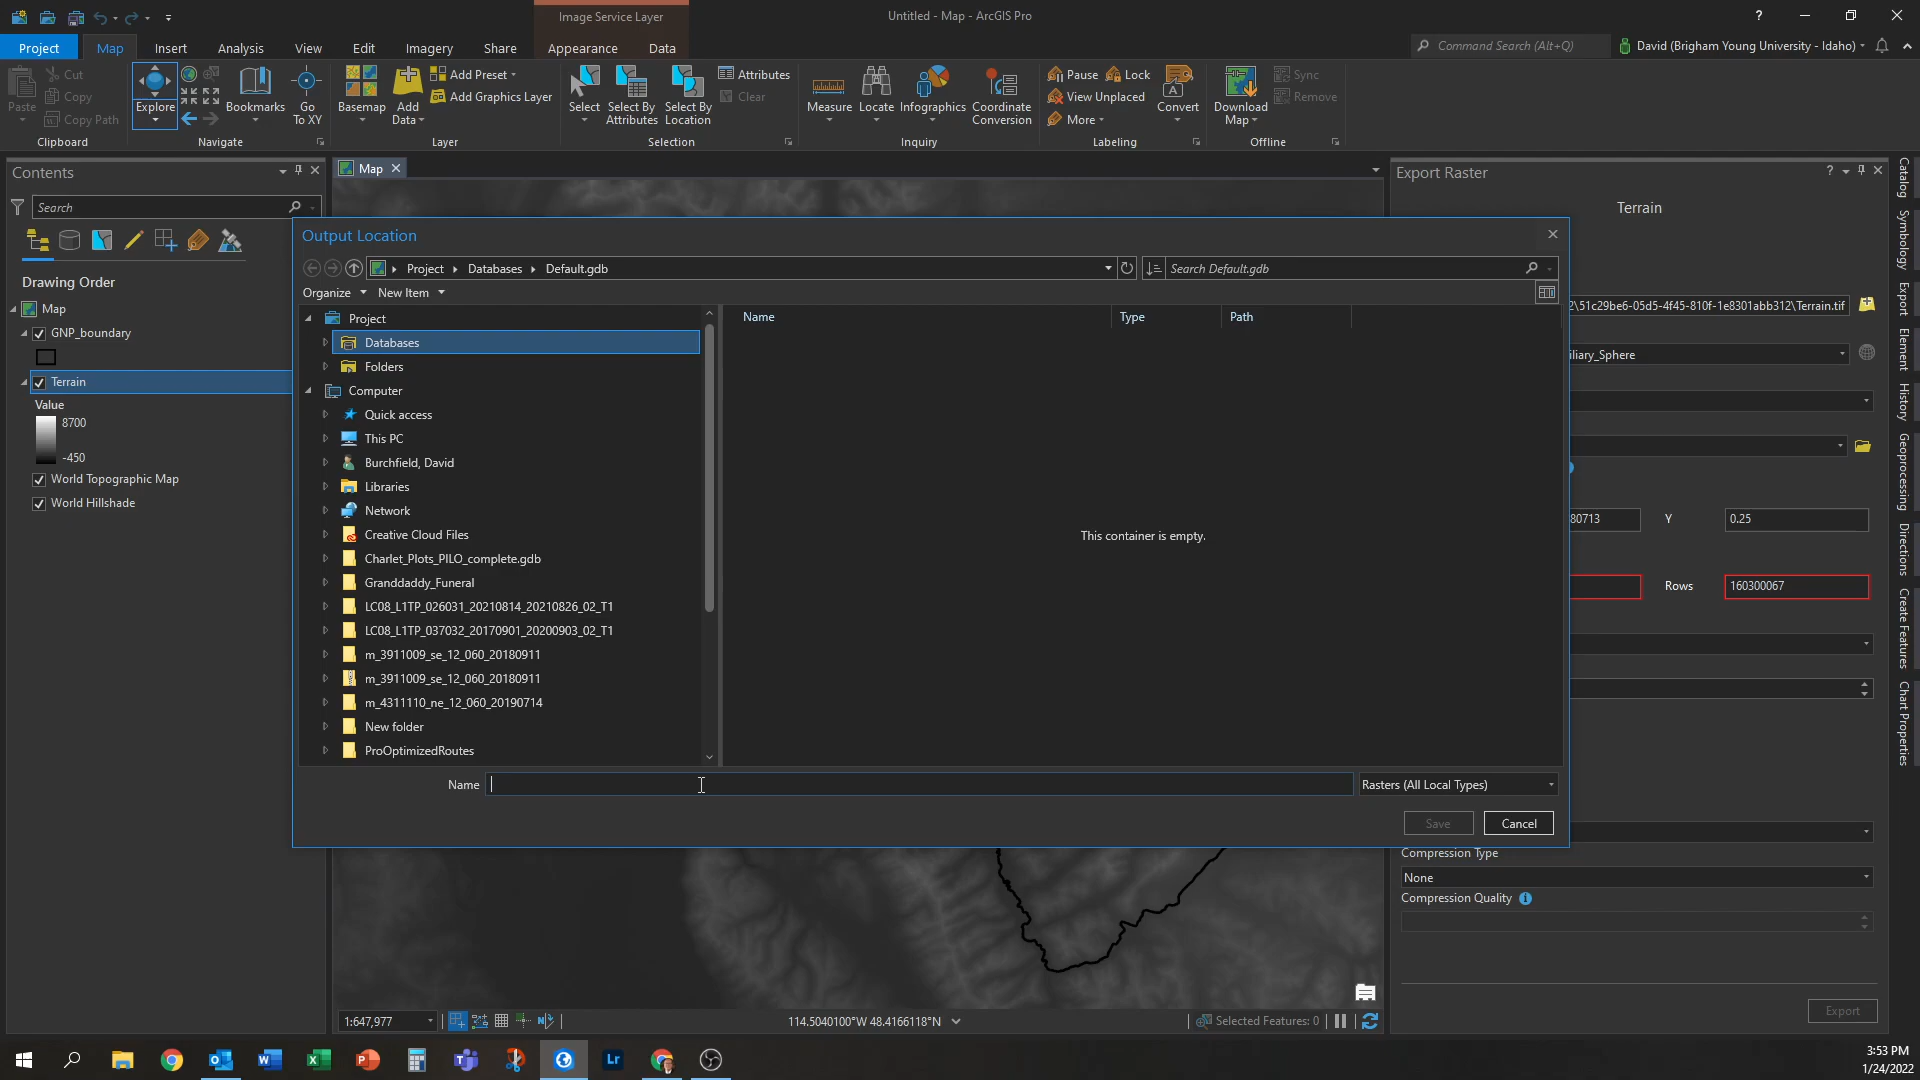 Image Service Layer
Untitled - Map - ArcGIS Pro
?
Project
Map
Insert
Analysis
View
Edit
Imagery
Share
Appearance
Data
Command Search (Alt+Q)
David (Brigham Young University - Idaho)
Paste
Cut
Copy
Copy Path
Clipboard
Explore
Bookmarks
Go
To XY
Navigate
Basemap
Add
Data
Add Preset
Add Graphics Layer
Layer
Select
Select By
Attributes
Select By
Location
Attributes
Clear
Selection
Measure
Locate
Infographics
Coordinate
Conversion
Inquiry
Pause
Lock
View Unplaced
More
Convert
Labeling
Download
Map
Sync
Remove
Offline
Contents
Search
Drawing Order
Map
GNP_boundary
Terrain
Value
8700
-450
World Topographic Map
World Hillshade
Map
Output Location
Project
Databases
Default.gdb
Search Default.gdb
Organize
New Item
Project
Databases
Folders
Computer
Quick access
This PC
Burchfield, David
Libraries
Network
Creative Cloud Files
Charlet_Plots_PILO_complete.gdb
Granddaddy_Funeral
LC08_L1TP_026031_20210814_20210826_02_T1
LC08_L1TP_037032_20170901_20200903_02_T1
m_3911009_se_12_060_20180911
m_3911009_se_12_060_20180911
m_4311110_ne_12_060_20190714
New folder
ProOptimizedRoutes
Name
Type
Path
This container is empty.
Name
Rasters (All Local Types)
Save
Cancel
Export Raster
?
Terrain
2\51c29be6-05d5-4f45-810f-1e8301abb312\Terrain.tif
iliary_Sphere
80713
Y
0.25
Rows
160300067
Compression Type
None
Compression Quality
Export
Catalog
Symbology
Export
Element
History
Geoprocessing
Directions
Create Features
Chart Properties
1:647,977
114.5040100°W 48.4166118°N
Selected Features: 0
Lr
3:53 PM
1/24/2022